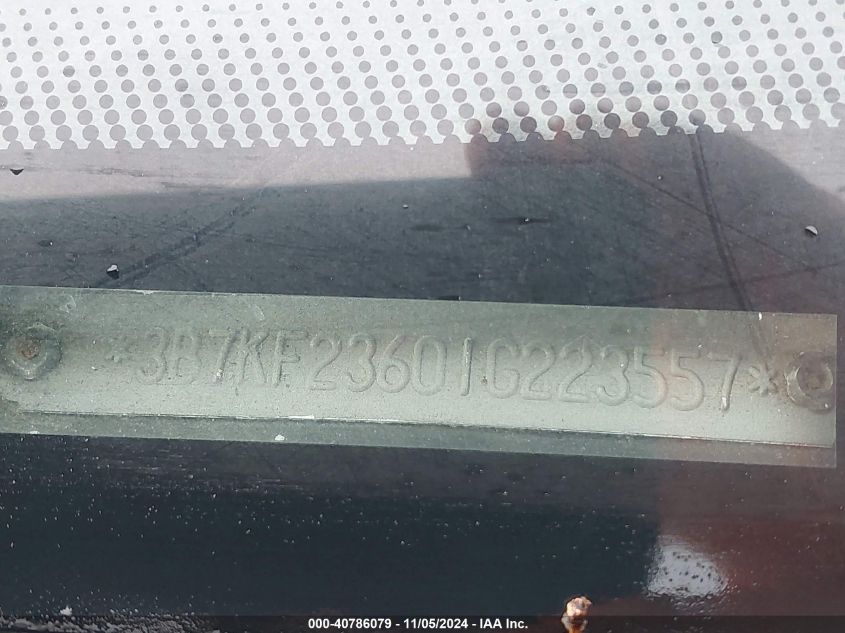 *3B7KF23601G223557*
000-40786079 - 11/05/2024 - IAA Inc.